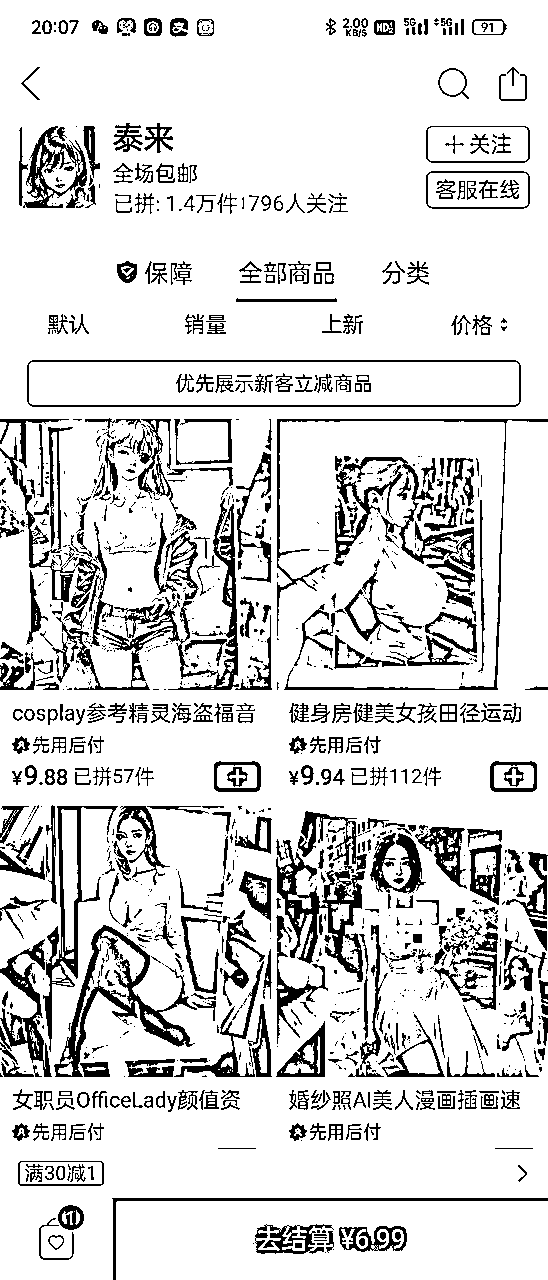 20:07 2.00 KB/S HD 5G 5G 91
泰来
+关注
全场包邮
已拼: 1.4万件 796人关注
客服在线
保障 全部商品 分类
默认 销量 上新 价格
优先展示新客立减商品
cosplay参考精灵海盗福音
先用后付
¥9.88 已拼57件
健身房健美女孩田径运动
先用后付
¥9.94 已拼112件
女职员OfficeLady颜值资
先用后付
婚纱照AI美人漫画插画速
先用后付
满30减1
去结算 ¥6.99